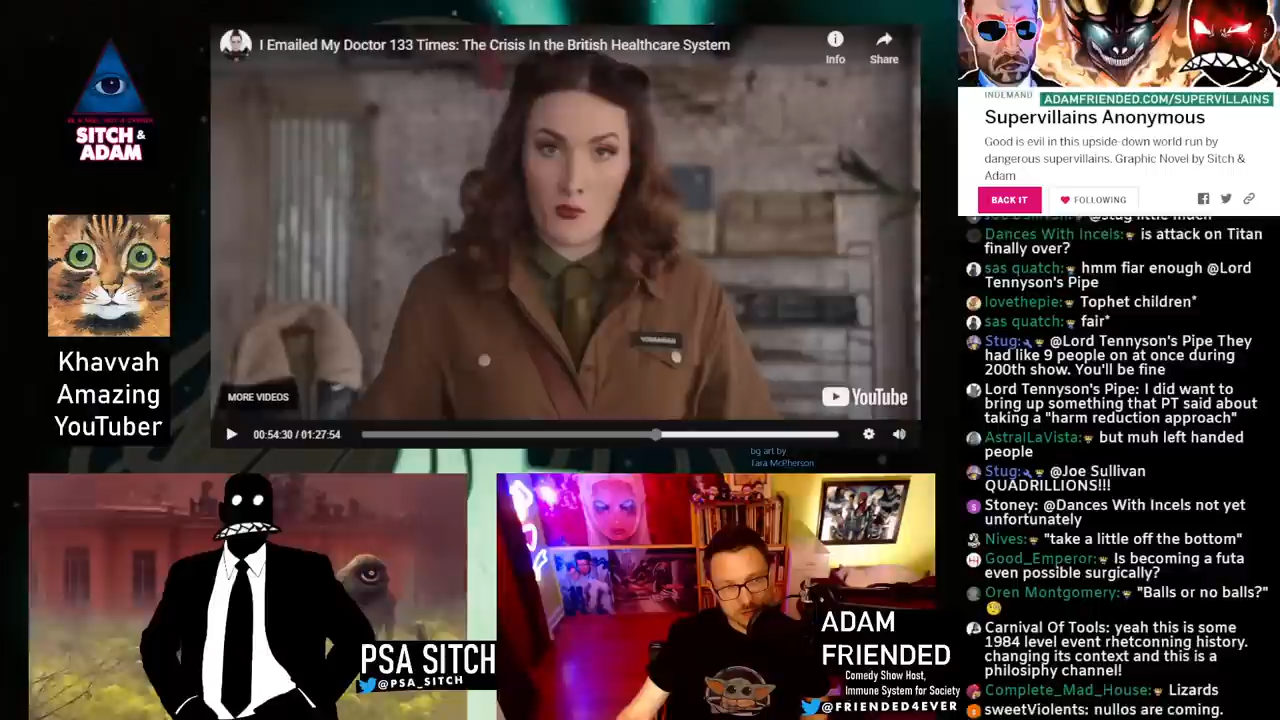 I Emailed My Doctor 133 Times: The Crisis In the British Healthcare System
Info
Share
MORE VIDEOS
YouTube
00:54:30 / 01:27:54
SITCH &
ADAM
Khavvah
Amazing
YouTuber
bg art by
Tara McPherson
PSA SITCH
@PSA_SITCH
ADAM
FRIENDED
Comedy Show Host,
Immune System for Society
@FRIENDED4EVER
INDEMAND
ADAMFRIENDED.COM/SUPERVILLAINS
Supervillains Anonymous
Good is evil in this upside-down world run by
dangerous supervillains. Graphic Novel by Sitch &
Adam
BACK IT
FOLLOWING
Dances With Incels: is attack on Titan
finally over?
sas quatch: hmm fiar enough @Lord
Tennyson's Pipe
lovethepie: Tophet children*
sas quatch: fair*
Stug: @Lord Tennyson's Pipe They
had like 9 people on at once during
200th show. You'll be fine
Lord Tennyson's Pipe: I did want to
bring up something that PT said about
taking a "harm reduction approach"
AstralLaVista: but muh left handed
people
Stug: @Joe Sullivan
QUADRILLIONS!!!
Stoney: @Dances With Incels not yet
unfortunately
Nives: "take a little off the bottom"
Good_Emperor: Is becoming a futa
even possible surgically?
Oren Montgomery: "Balls or no balls?"
Carnival Of Tools: yeah this is some
1984 level event rhetconning history.
changing its context and this is a
philosiphy channel!
Complete_Mad_House: Lizards
sweetViolents: nullos are coming.